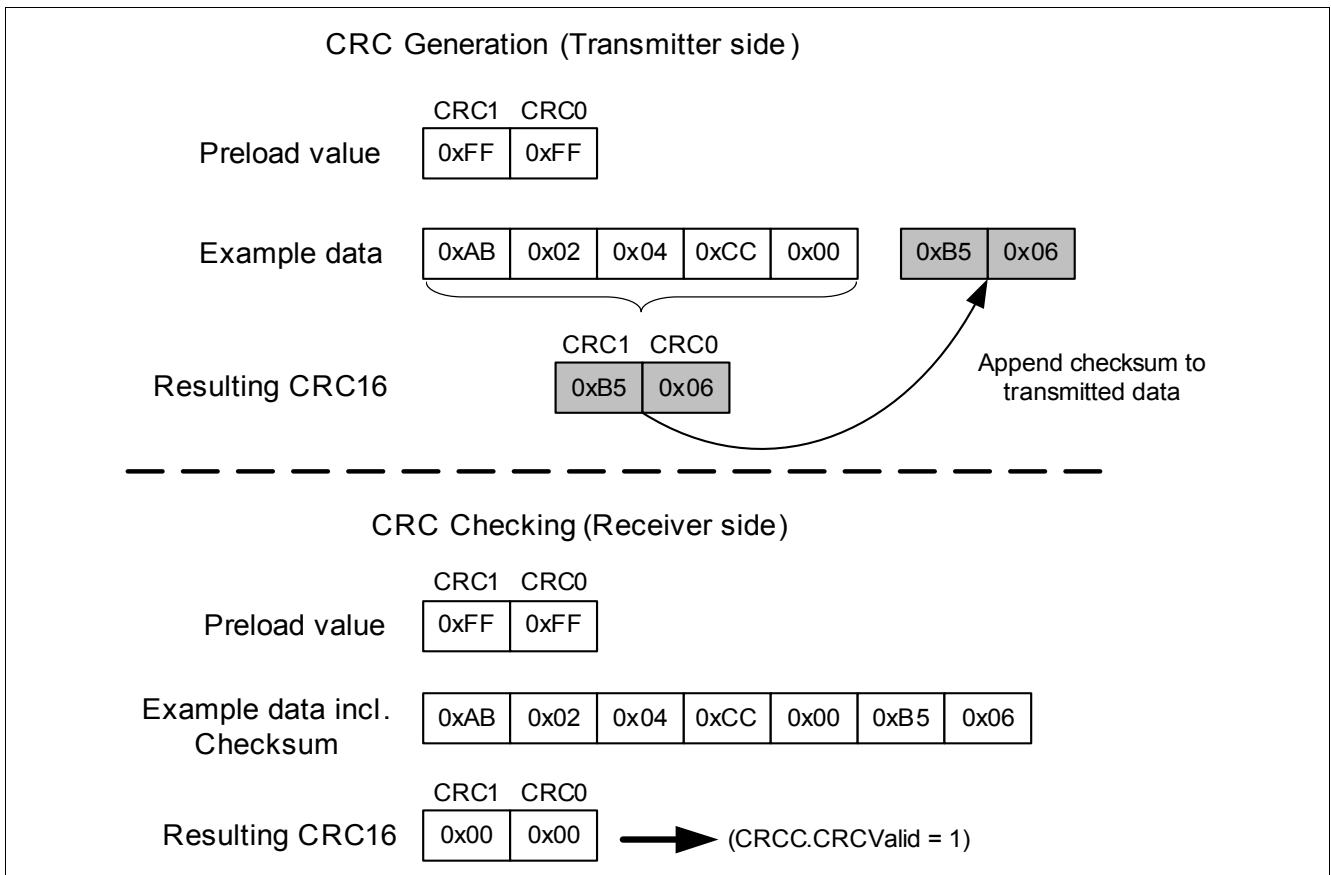 CRC Generation (Transmitter side)
CRC1 CRC0
Preload value 0xFF 0xFF
Example data 0xAB 0x02 0x04 0xCC 0x00 0xB5 0x06
CRC1 CRC0
Resulting CRC16 0xB5 0x06
Append checksum to
transmitted data
CRC Checking (Receiver side)
CRC1 CRC0
Preload value 0xFF 0xFF
Example data incl.
Checksum
0xAB 0x02 0x04 0xCC 0x00 0xB5 0x06
CRC1 CRC0
Resulting CRC16 0x00 0x00 (CRCC.CRCValid = 1)